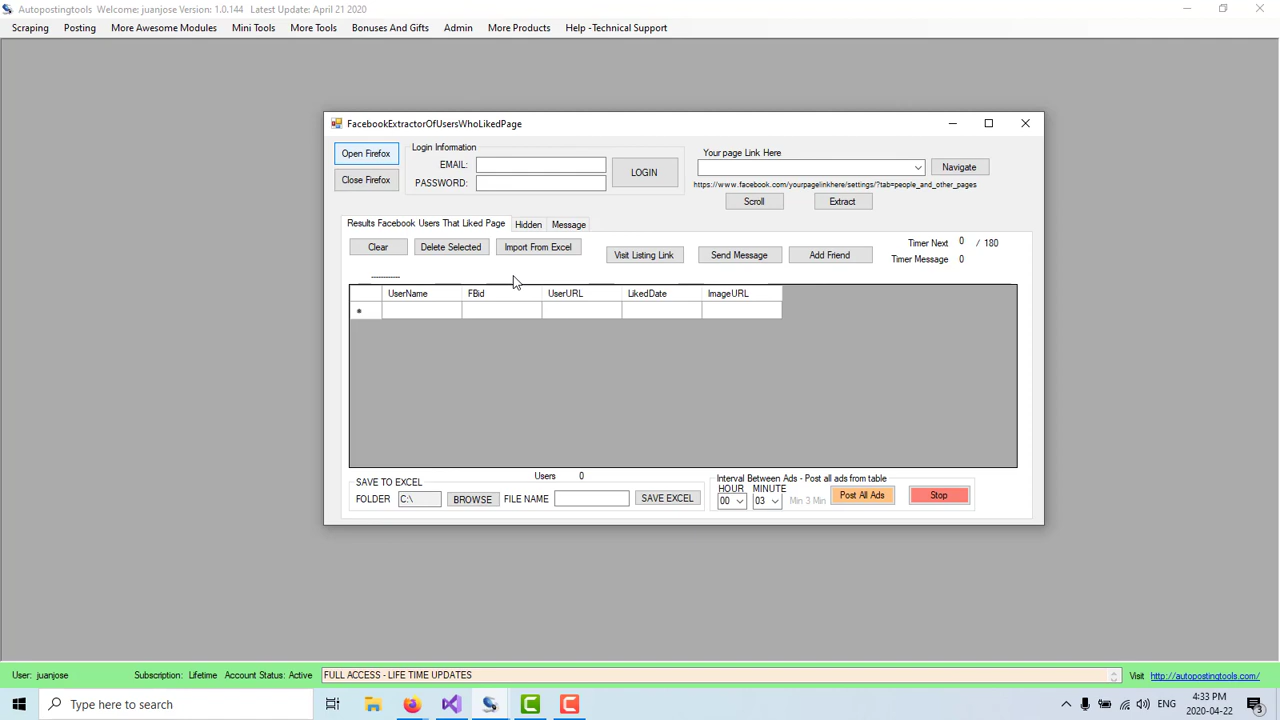 Autopostingtools Welcome: juanjose Version: 1.0.144 Latest Update: April 21 2020
Scraping Posting More Awesome Modules Mini Tools More Tools Bonuses And Gifts Admin More Products Help -Technical Support
FacebookExtractorOfUsersWhoLikedPage
Open Firefox
Close Firefox
Login Information
EMAIL:
PASSWORD:
LOGIN
Your page Link Here
Navigate
https://www.facebook.com/yourpagelinkhere/settings/?tab=people_and_other_pages
Scroll Extract
Results Facebook Users That Liked Page Hidden Message
Clear Delete Selected Import From Excel
Visit Listing Link Send Message Add Friend
Timer Next 0 / 180
Timer Message 0
------------
UserName FBid UserURL LikedDate ImageURL
*
Users 0
SAVE TO EXCEL
FOLDER C:\ BROWSE FILE NAME SAVE EXCEL
Interval Between Ads - Post all ads from table
HOUR MINUTE
00 03 Min 3 Min Post All Ads Stop
User: juanjose Subscription: Lifetime Account Status: Active FULL ACCESS - LIFE TIME UPDATES Visit http://autopostingtools.com/
Type here to search
ENG
4:33 PM
2020-04-22
3